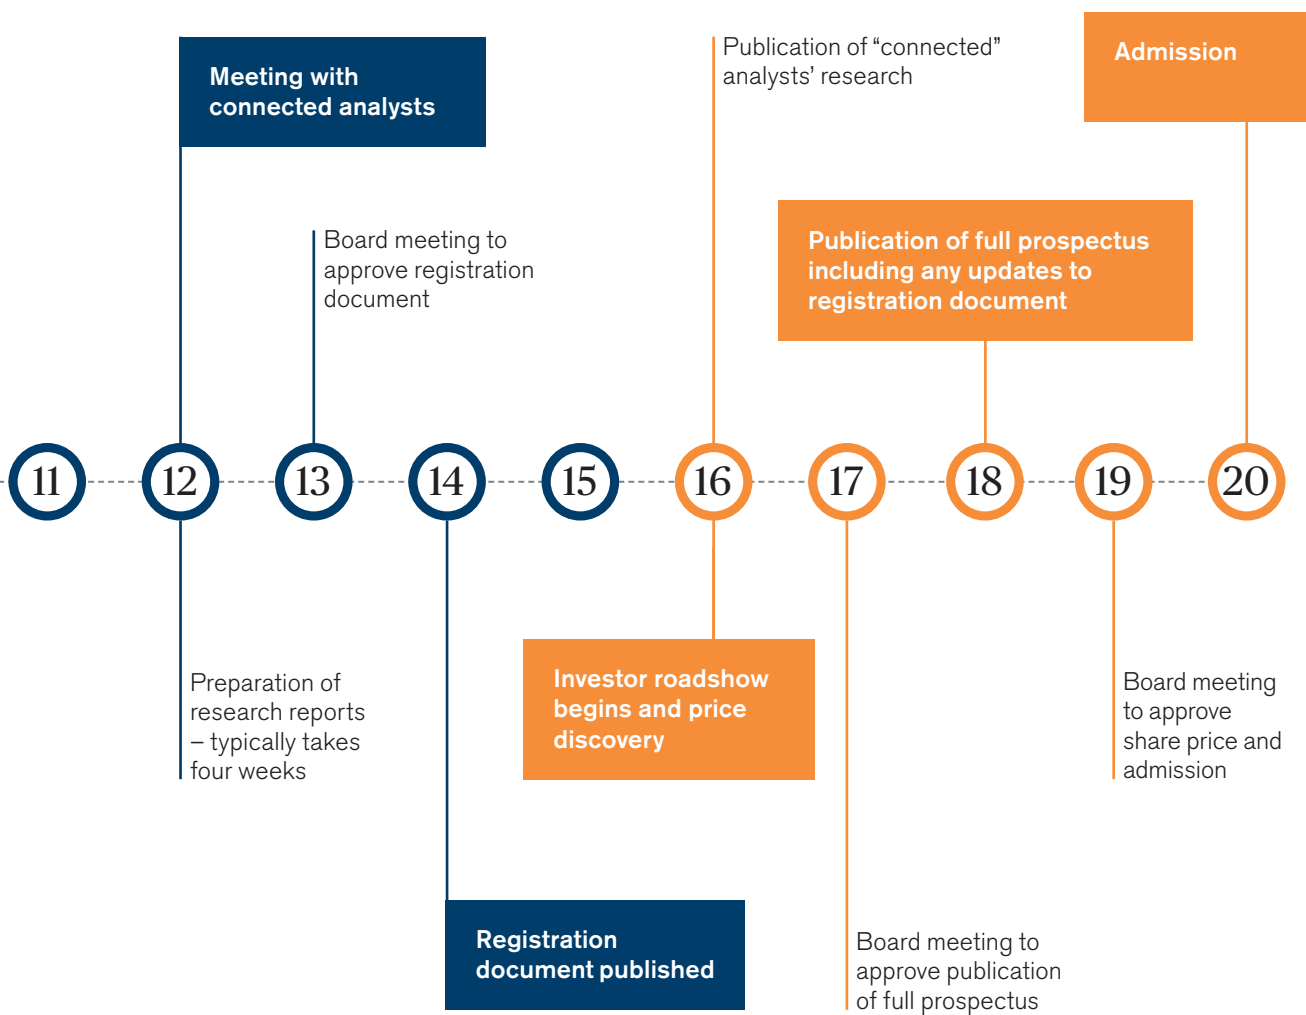 Meeting with
connected analysts
Publication of “connected”
analysts’ research
Admission
Board meeting to
approve registration
document
Publication of full prospectus
including any updates to
registration document
11
12
13
14
15
16
17
18
19
20
Preparation of
research reports
– typically takes
four weeks
Investor roadshow
begins and price
discovery
Board meeting
to approve
share price and
admission
Registration
document published
Board meeting to
approve publication
of full prospectus